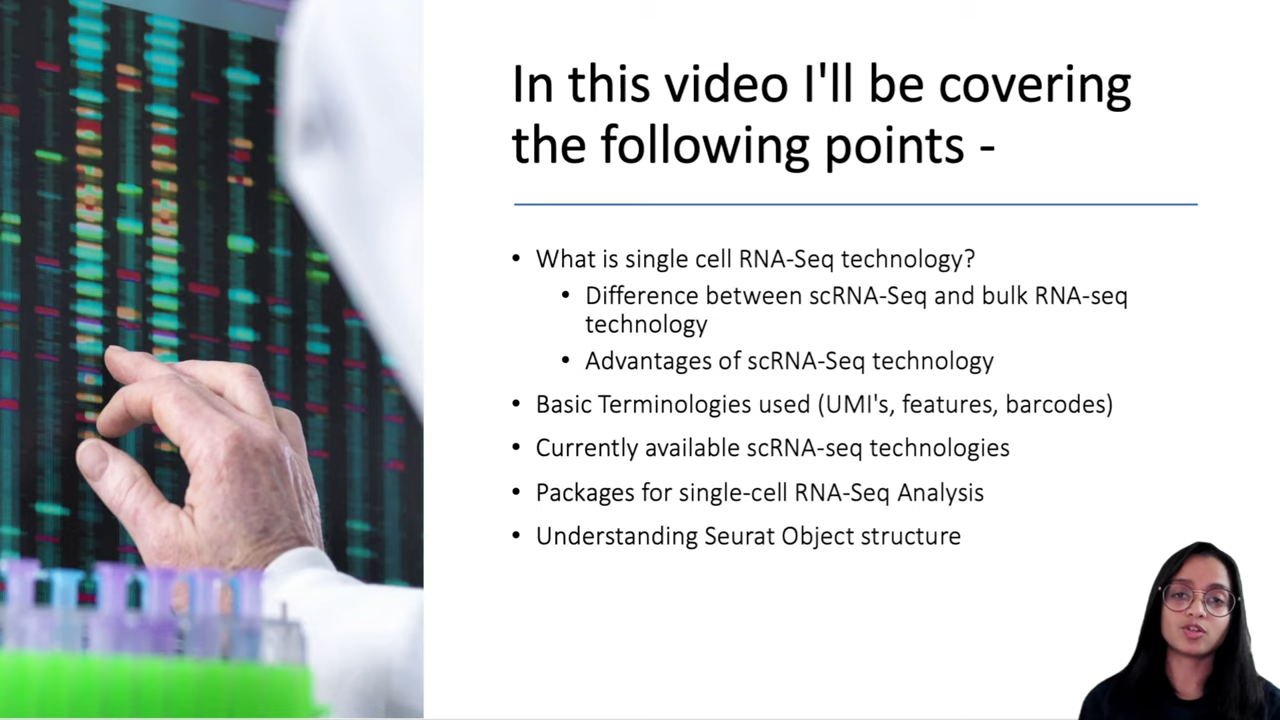 In this video I'll be covering
the following points -
• What is single cell RNA-Seq technology?
• Difference between scRNA-Seq and bulk RNA-seq
technology
• Advantages of scRNA-Seq technology
• Basic Terminologies used (UMI's, features, barcodes)
• Currently available scRNA-seq technologies
• Packages for single-cell RNA-Seq Analysis
• Understanding Seurat Object structure